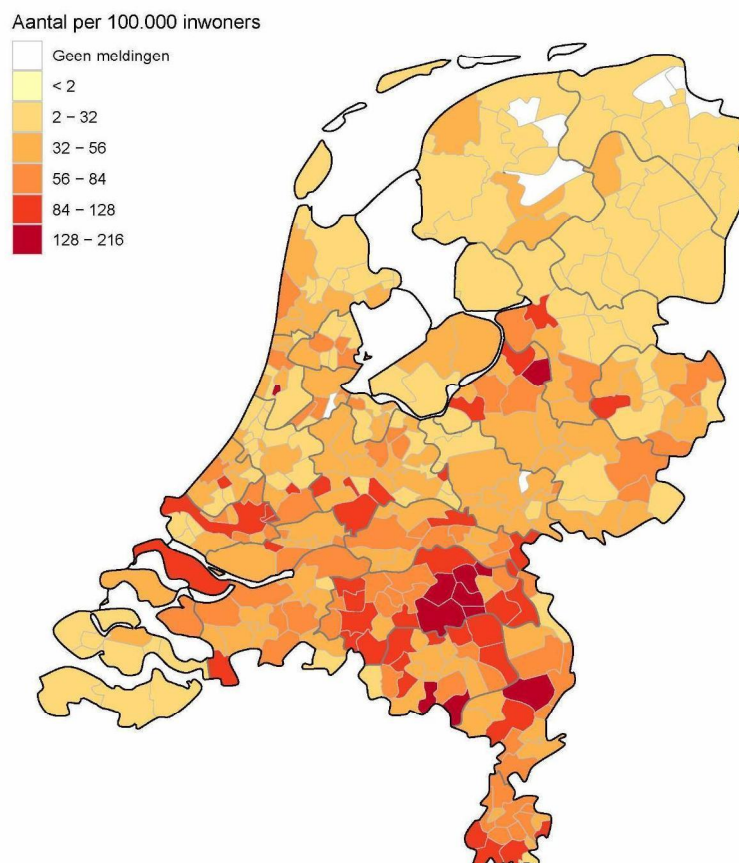 Aantal per 100.000 inwoners
Geen meldingen
< 2
2 – 32
32 – 56
56 – 84
84 – 128
128 – 216